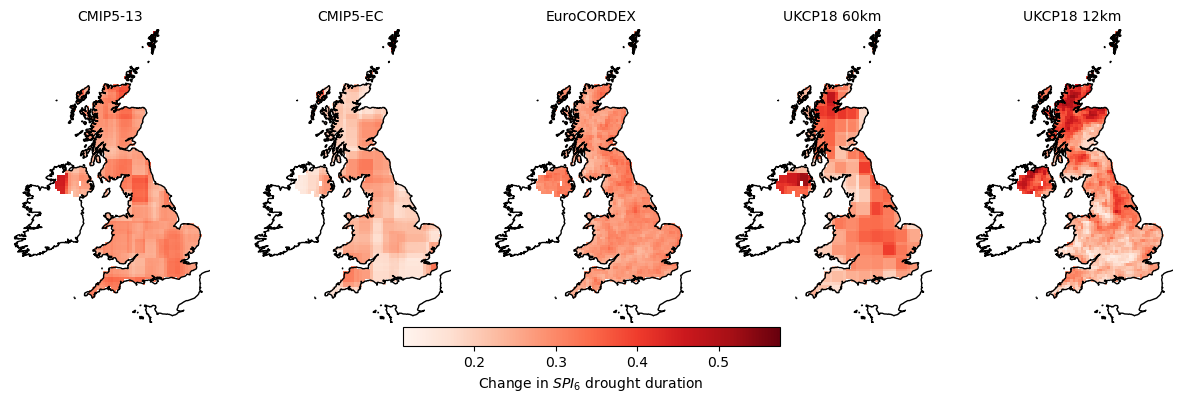 CMIP5-13 CMIP5-EC EuroCORDEX UKCP18 60km UKCP18 12km
0.2 0.3 0.4 0.5
Change in SPI₆ drought duration